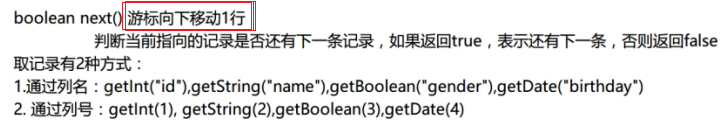 boolean next() 游标向下移动1行
判断当前指向的记录是否还有下一条记录，如果返回true，表示还有下一条，否则返回false
取记录有2种方式：
1.通过列名：getInt("id"),getString("name"),getBoolean("gender"),getDate("birthday")
2. 通过列号：getInt(1), getString(2),getBoolean(3),getDate(4)